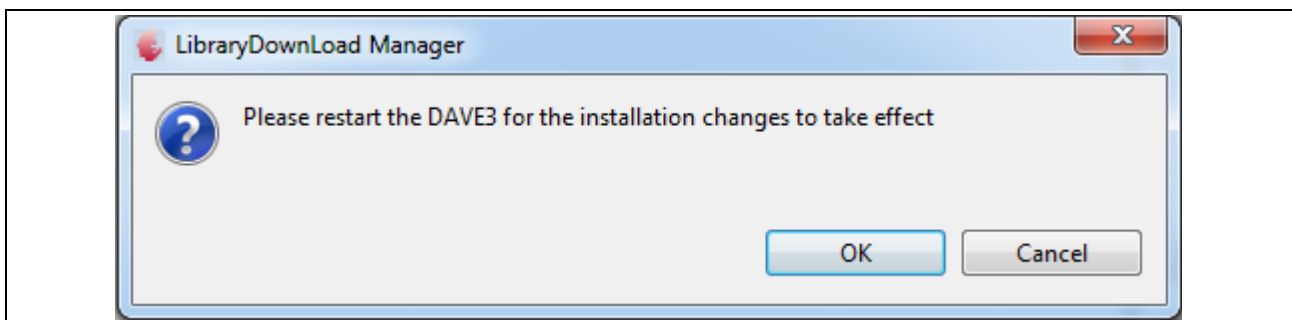 LibraryDownLoad Manager
Please restart the DAVE3 for the installation changes to take effect
OK
Cancel